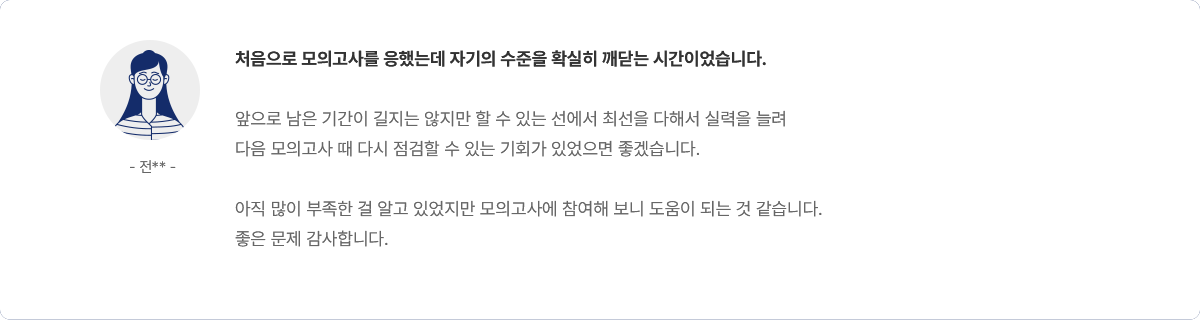 처음으로 모의고사를 응했는데 자기의 수준을 확실히 깨닫는 시간이었습니다.
앞으로 남은 기간이 길지는 않지만 할 수 있는 선에서 최선을 다해서 실력을 늘려
다음 모의고사 때 다시 점검할 수 있는 기회가 있었으면 좋겠습니다.
- 전** -
아직 많이 부족한 걸 알고 있었지만 모의고사에 참여해 보니 도움이 되는 것 같습니다.
좋은 문제 감사합니다.